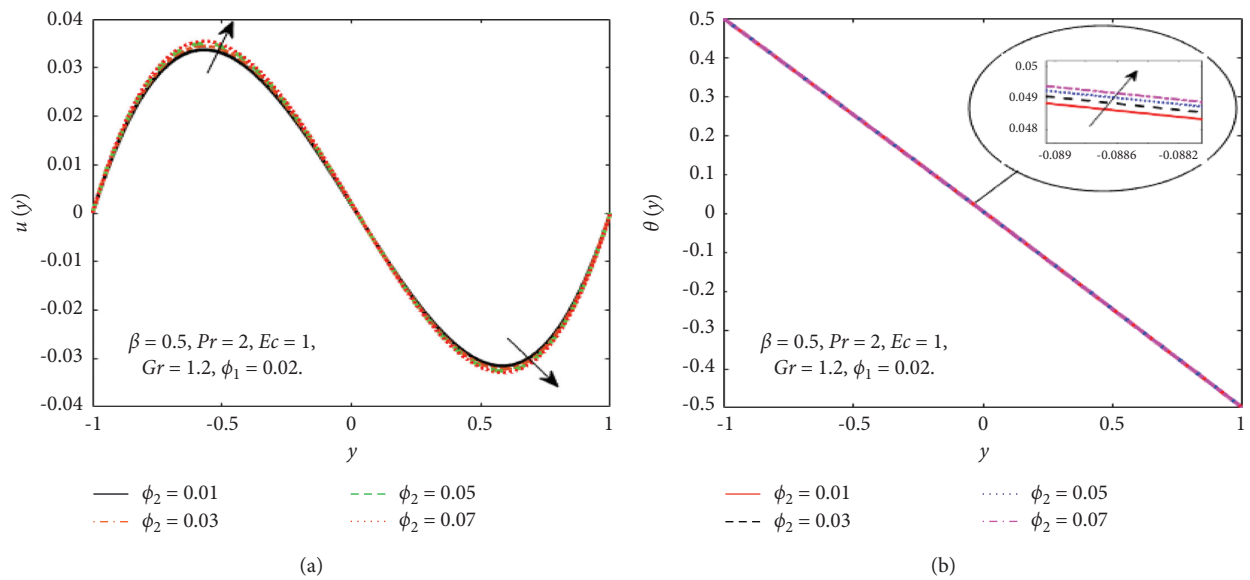 0.04
0.03
0.02
0.01
0
-0.01
-0.02
-0.03
-0.04
u (y)
β = 0.5, Pr = 2, Ec = 1,
Gr = 1.2, ϕ1 = 0.02.
-1
-0.5
0
0.5
1
y
ϕ2 = 0.01
ϕ2 = 0.03
ϕ2 = 0.05
ϕ2 = 0.07
(a)
0.5
0.4
0.3
0.2
0.1
0
-0.1
-0.2
-0.3
-0.4
-0.5
θ (y)
0.05
0.049
0.048
-0.089
-0.0886
-0.0882
β = 0.5, Pr = 2, Ec = 1,
Gr = 1.2, ϕ1 = 0.02.
-1
-0.5
0
0.5
1
y
ϕ2 = 0.01
ϕ2 = 0.03
ϕ2 = 0.05
ϕ2 = 0.07
(b)